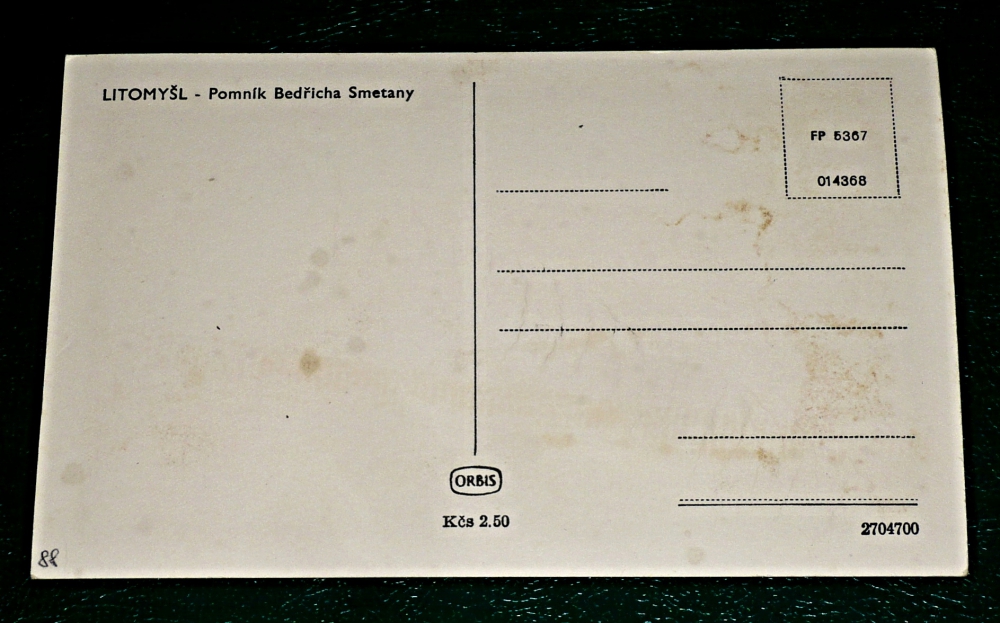 LITOMYŠL - Pomník Bedřicha Smetany
FP 5367
014368
ORBIS
Kčs 2.50
2704700
88